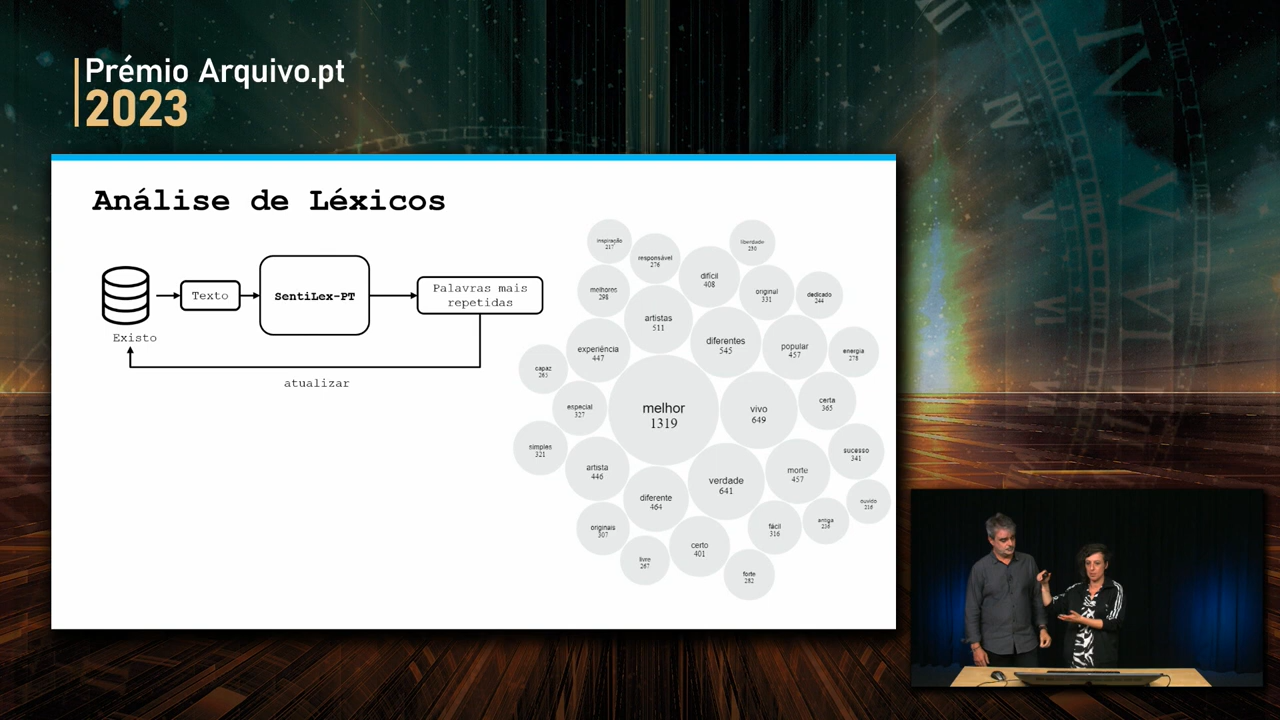 Prémio Arquivo.pt
2023
Análise de Léxicos
Texto
SentiLex-PT
Palavras mais
repetidas
Existo
atualizar
inspiração
217
responsável
276
liberdade
230
melhores
298
difícil
408
original
331
dedicado
244
artistas
511
experiência
447
diferentes
545
popular
457
energia
278
capaz
265
especial
327
melhor
1319
vivo
649
certa
365
simples
321
artista
446
diferente
464
verdade
641
morte
457
sucesso
341
ouvido
216
originais
307
certo
401
fácil
316
antiga
236
livre
267
forte
282